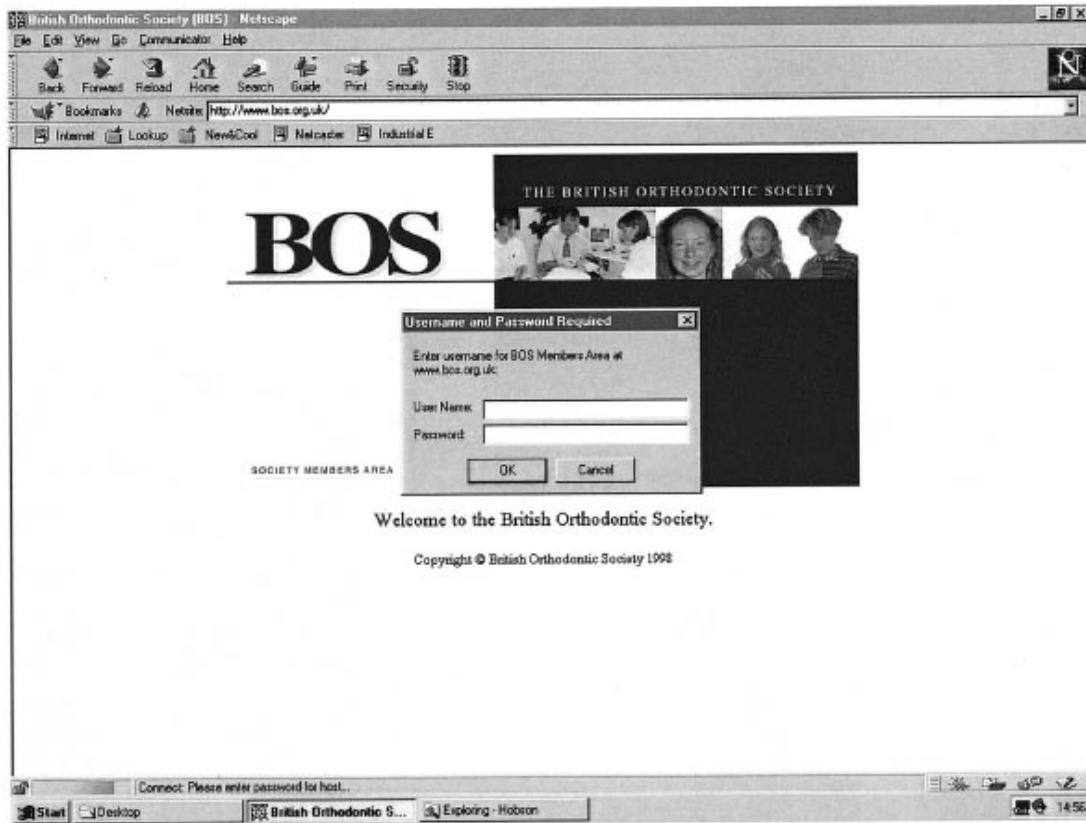 British Orthodontic Society (BOS) - Netscape
File Edit View Go Communicator Help
Back Forward Reload Home Search Guide Print Security Stop
Bookmarks Netsite: http://www.bos.org.uk/
Internet Lookup New&Cool Netcaster Industrial E
THE BRITISH ORTHODONTIC SOCIETY
BOS
Username and Password Required
Enter username for BOS Members Area at
www.bos.org.uk:
User Name:
Password:
OK Cancel
SOCIETY MEMBERS AREA
Welcome to the British Orthodontic Society.
Copyright © British Orthodontic Society 1998
Connect: Please enter password for host...
Start Desktop British Orthodontic S... Exploring - Hobson 14:56